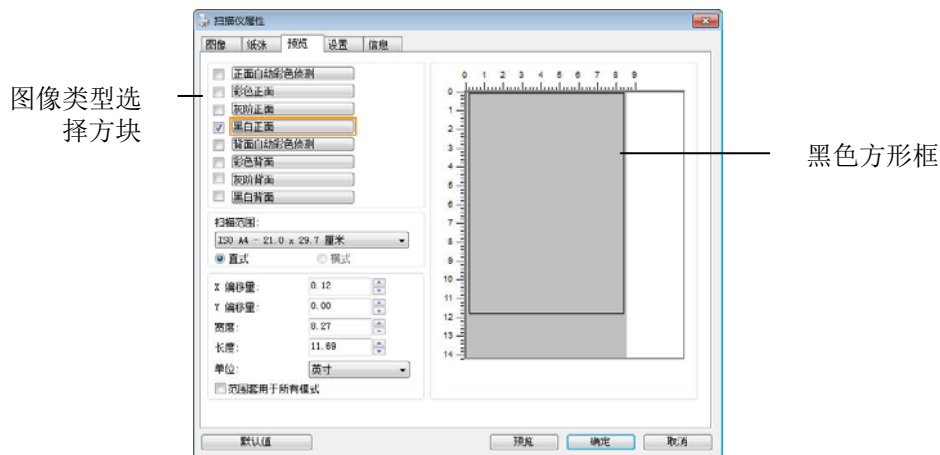 扫描仪属性
图像 纸张 预览 设置 信息
正面自动彩色侦测
彩色正面
灰阶正面
黑白正面
背面自动彩色侦测
彩色背面
灰阶背面
黑白背面
图像类型选
择方块
扫描范围:
ISO A4 - 21.0 x 29.7 厘米
直式 横式
X 偏移量: 0.12
Y 偏移量: 0.00
宽度: 8.27
长度: 11.69
单位: 英寸
范围套用于所有模式
0 1 2 3 4 5 6 7 8 9
0
1
2
3
4
5
6
7
8
9
10
11
12
13
14
黑色方形框
默认值 预览 确定 取消